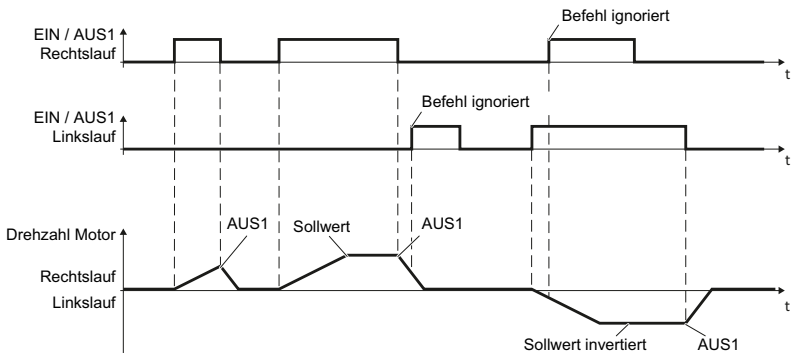 Befehl ignoriert
EIN / AUS1
Rechtslauf
t
EIN / AUS1
Linkslauf
Befehl ignoriert
t
Drehzahl Motor
AUS1
Sollwert
AUS1
Rechtslauf
Linkslauf
t
Sollwert invertiert
AUS1